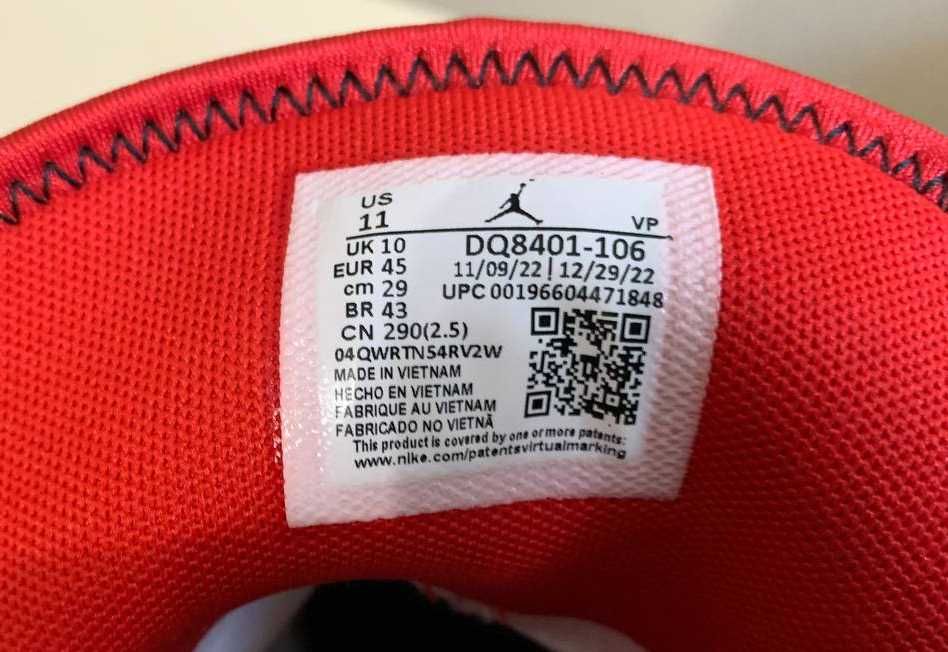 US
11
VP
UK 10
EUR 45
cm 29
BR 43
CN 290(2.5)
DQ8401-106
11/09/22 | 12/29/22
UPC 00196604471848
04QWRTN54RV2W
MADE IN VIETNAM
HECHO EN VIETNAM
FABRIQUE AU VIETNAM
FABRICADO NO VIETNÃ
This product is covered by one or more patents:
www.nike.com/patentsvirtualmarking